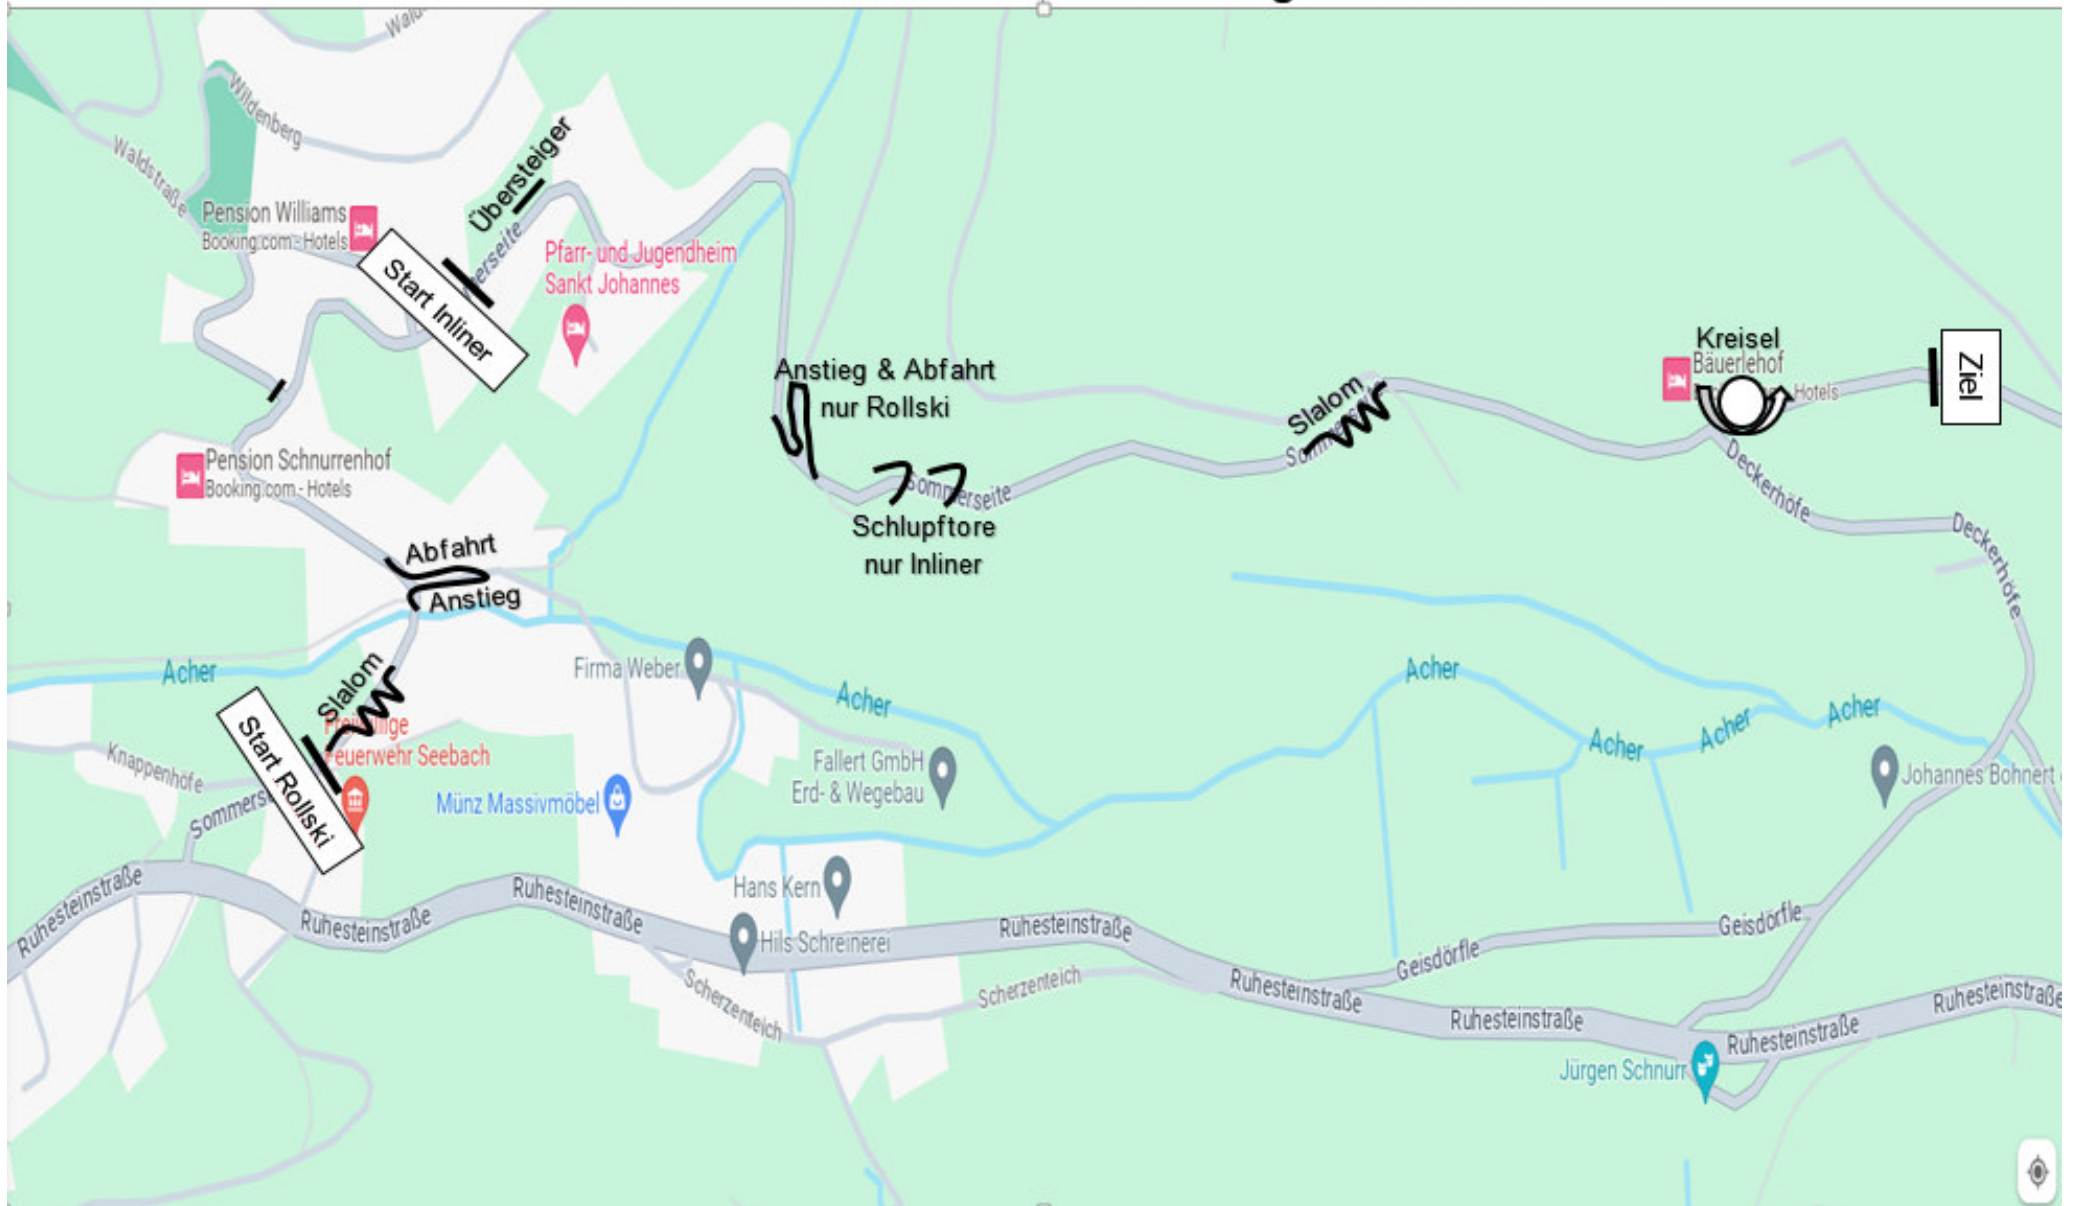 Wildenberg
Waldstraße
Pension Williams
Booking.com - Hotels
Übersteiger
erseite
Start Inliner
Pfarr- und Jugendheim
Sankt Johannes
Anstieg & Abfahrt
nur Rollski
Kreisel
Bäuerlehof
Hotels
Ziel
Slalom
Pension Schnurrenhof
Booking.com - Hotels
Sommerseite
Schlupftore
nur Inliner
Deckerhöfe
Deckerhöfe
Abfahrt
Anstieg
Acher
Slalom
Start Rollski
Freiwillige
Feuerwehr Seebach
Knappenhöfe
Firma Weber
Acher
Acher
Acher
Acher
Acher
Fallert GmbH
Erd- & Wegebau
Münz Massivmöbel
Johannes Bohnert
Hans Kern
Hils Schreinerei
Ruhesteinstraße
Ruhesteinstraße
Ruhesteinstraße
Ruhesteinstraße
Scherzenteich
Scherzenteich
Geisdörfle
Geisdörfle
Ruhesteinstraße
Ruhesteinstraße
Ruhesteinstraße
Ruhesteinstraße
Jürgen Schnurr